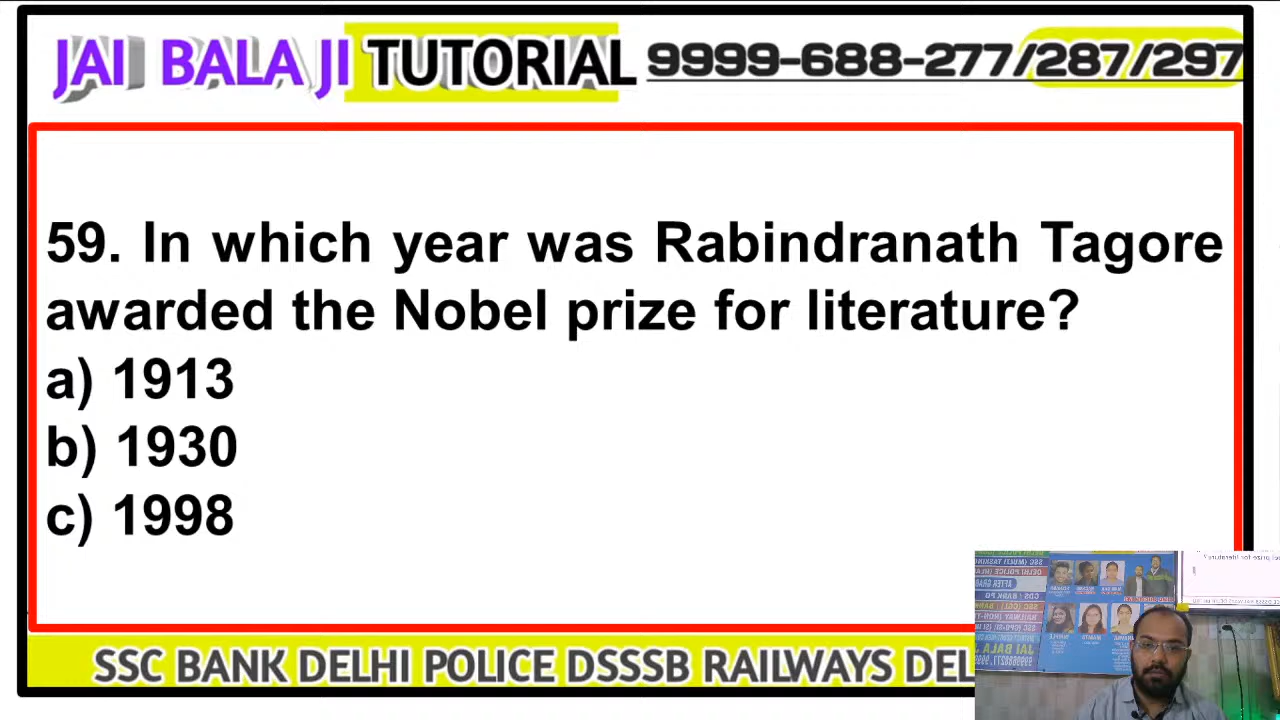 JAI BALA JI TUTORIAL 9999-688-277/287/297
59. In which year was Rabindranath Tagore
awarded the Nobel prize for literature?
a) 1913
b) 1930
c) 1998
SSC BANK DELHI POLICE DSSSB RAILWAYS DEL